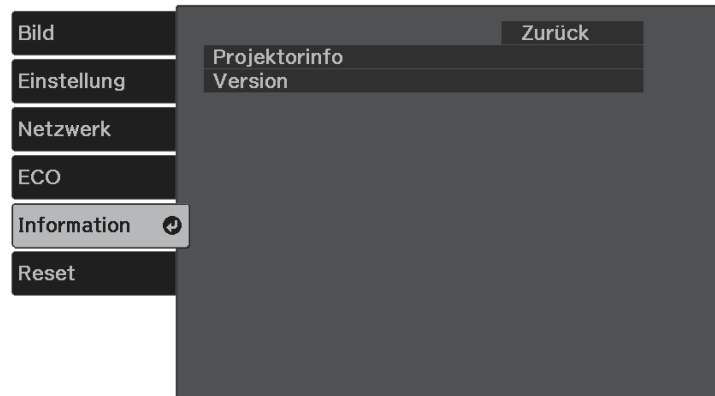 Bild
Einstellung
Netzwerk
ECO
Information
Reset
Zurück
Projektorinfo
Version